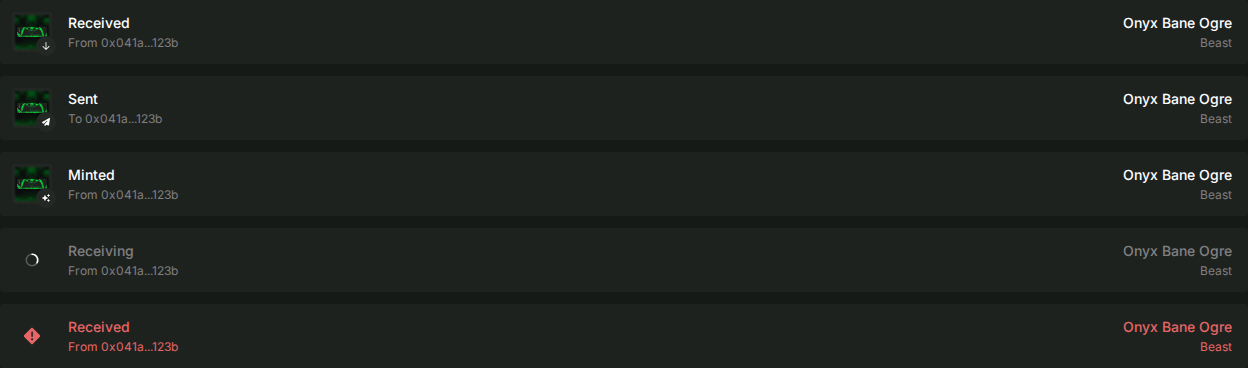 Received
Onyx Bane Ogre
From 0x041a...123b
Beast
Sent
Onyx Bane Ogre
To 0x041a...123b
Beast
Minted
Onyx Bane Ogre
From 0x041a...123b
Beast
Receiving
Onyx Bane Ogre
From 0x041a...123b
Beast
Received
Onyx Bane Ogre
From 0x041a...123b
Beast